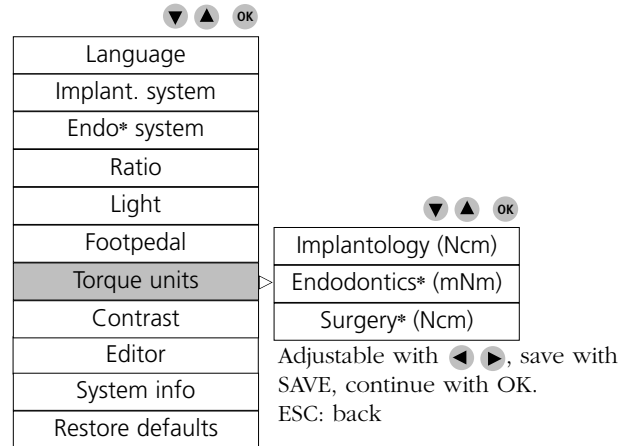 ▼ ▲ OK
Language
Implant. system
Endo* system
Ratio
Light
Footpedal
Torque units
Contrast
Editor
System info
Restore defaults
▼ ▲ OK
Implantology (Ncm)
Endodontics* (mNm)
Surgery* (Ncm)
Adjustable with ◀ ▶, save with
SAVE, continue with OK.
ESC: back